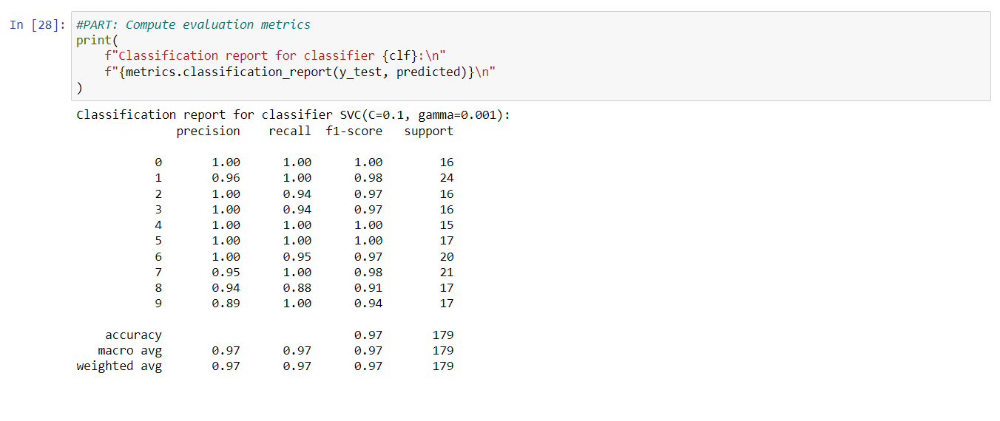 In [28]: #PART: Compute evaluation metrics
print(
    f"Classification report for classifier {clf}:\n"
    f"{metrics.classification_report(y_test, predicted)}\n"
)
Classification report for classifier SVC(C=0.1, gamma=0.001):
              precision    recall  f1-score   support

           0       1.00      1.00      1.00        16
           1       0.96      1.00      0.98        24
           2       1.00      0.94      0.97        16
           3       1.00      0.94      0.97        16
           4       1.00      1.00      1.00        15
           5       1.00      1.00      1.00        17
           6       1.00      0.95      0.97        20
           7       0.95      1.00      0.98        21
           8       0.94      0.88      0.91        17
           9       0.89      1.00      0.94        17

    accuracy                           0.97       179
   macro avg       0.97      0.97      0.97       179
weighted avg       0.97      0.97      0.97       179